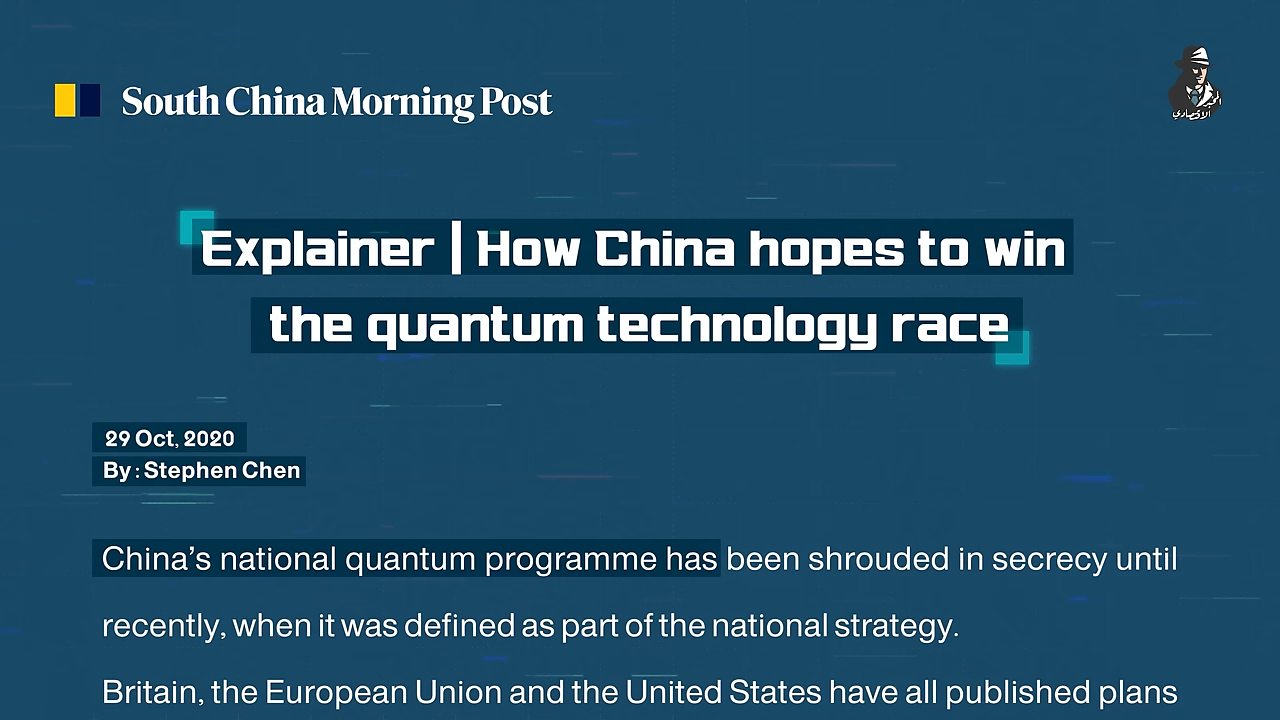 South China Morning Post
المخبر
الاقتصادي
Explainer | How China hopes to win
the quantum technology race
29 Oct, 2020
By : Stephen Chen
China’s national quantum programme has been shrouded in secrecy until
recently, when it was defined as part of the national strategy.
Britain, the European Union and the United States have all published plans